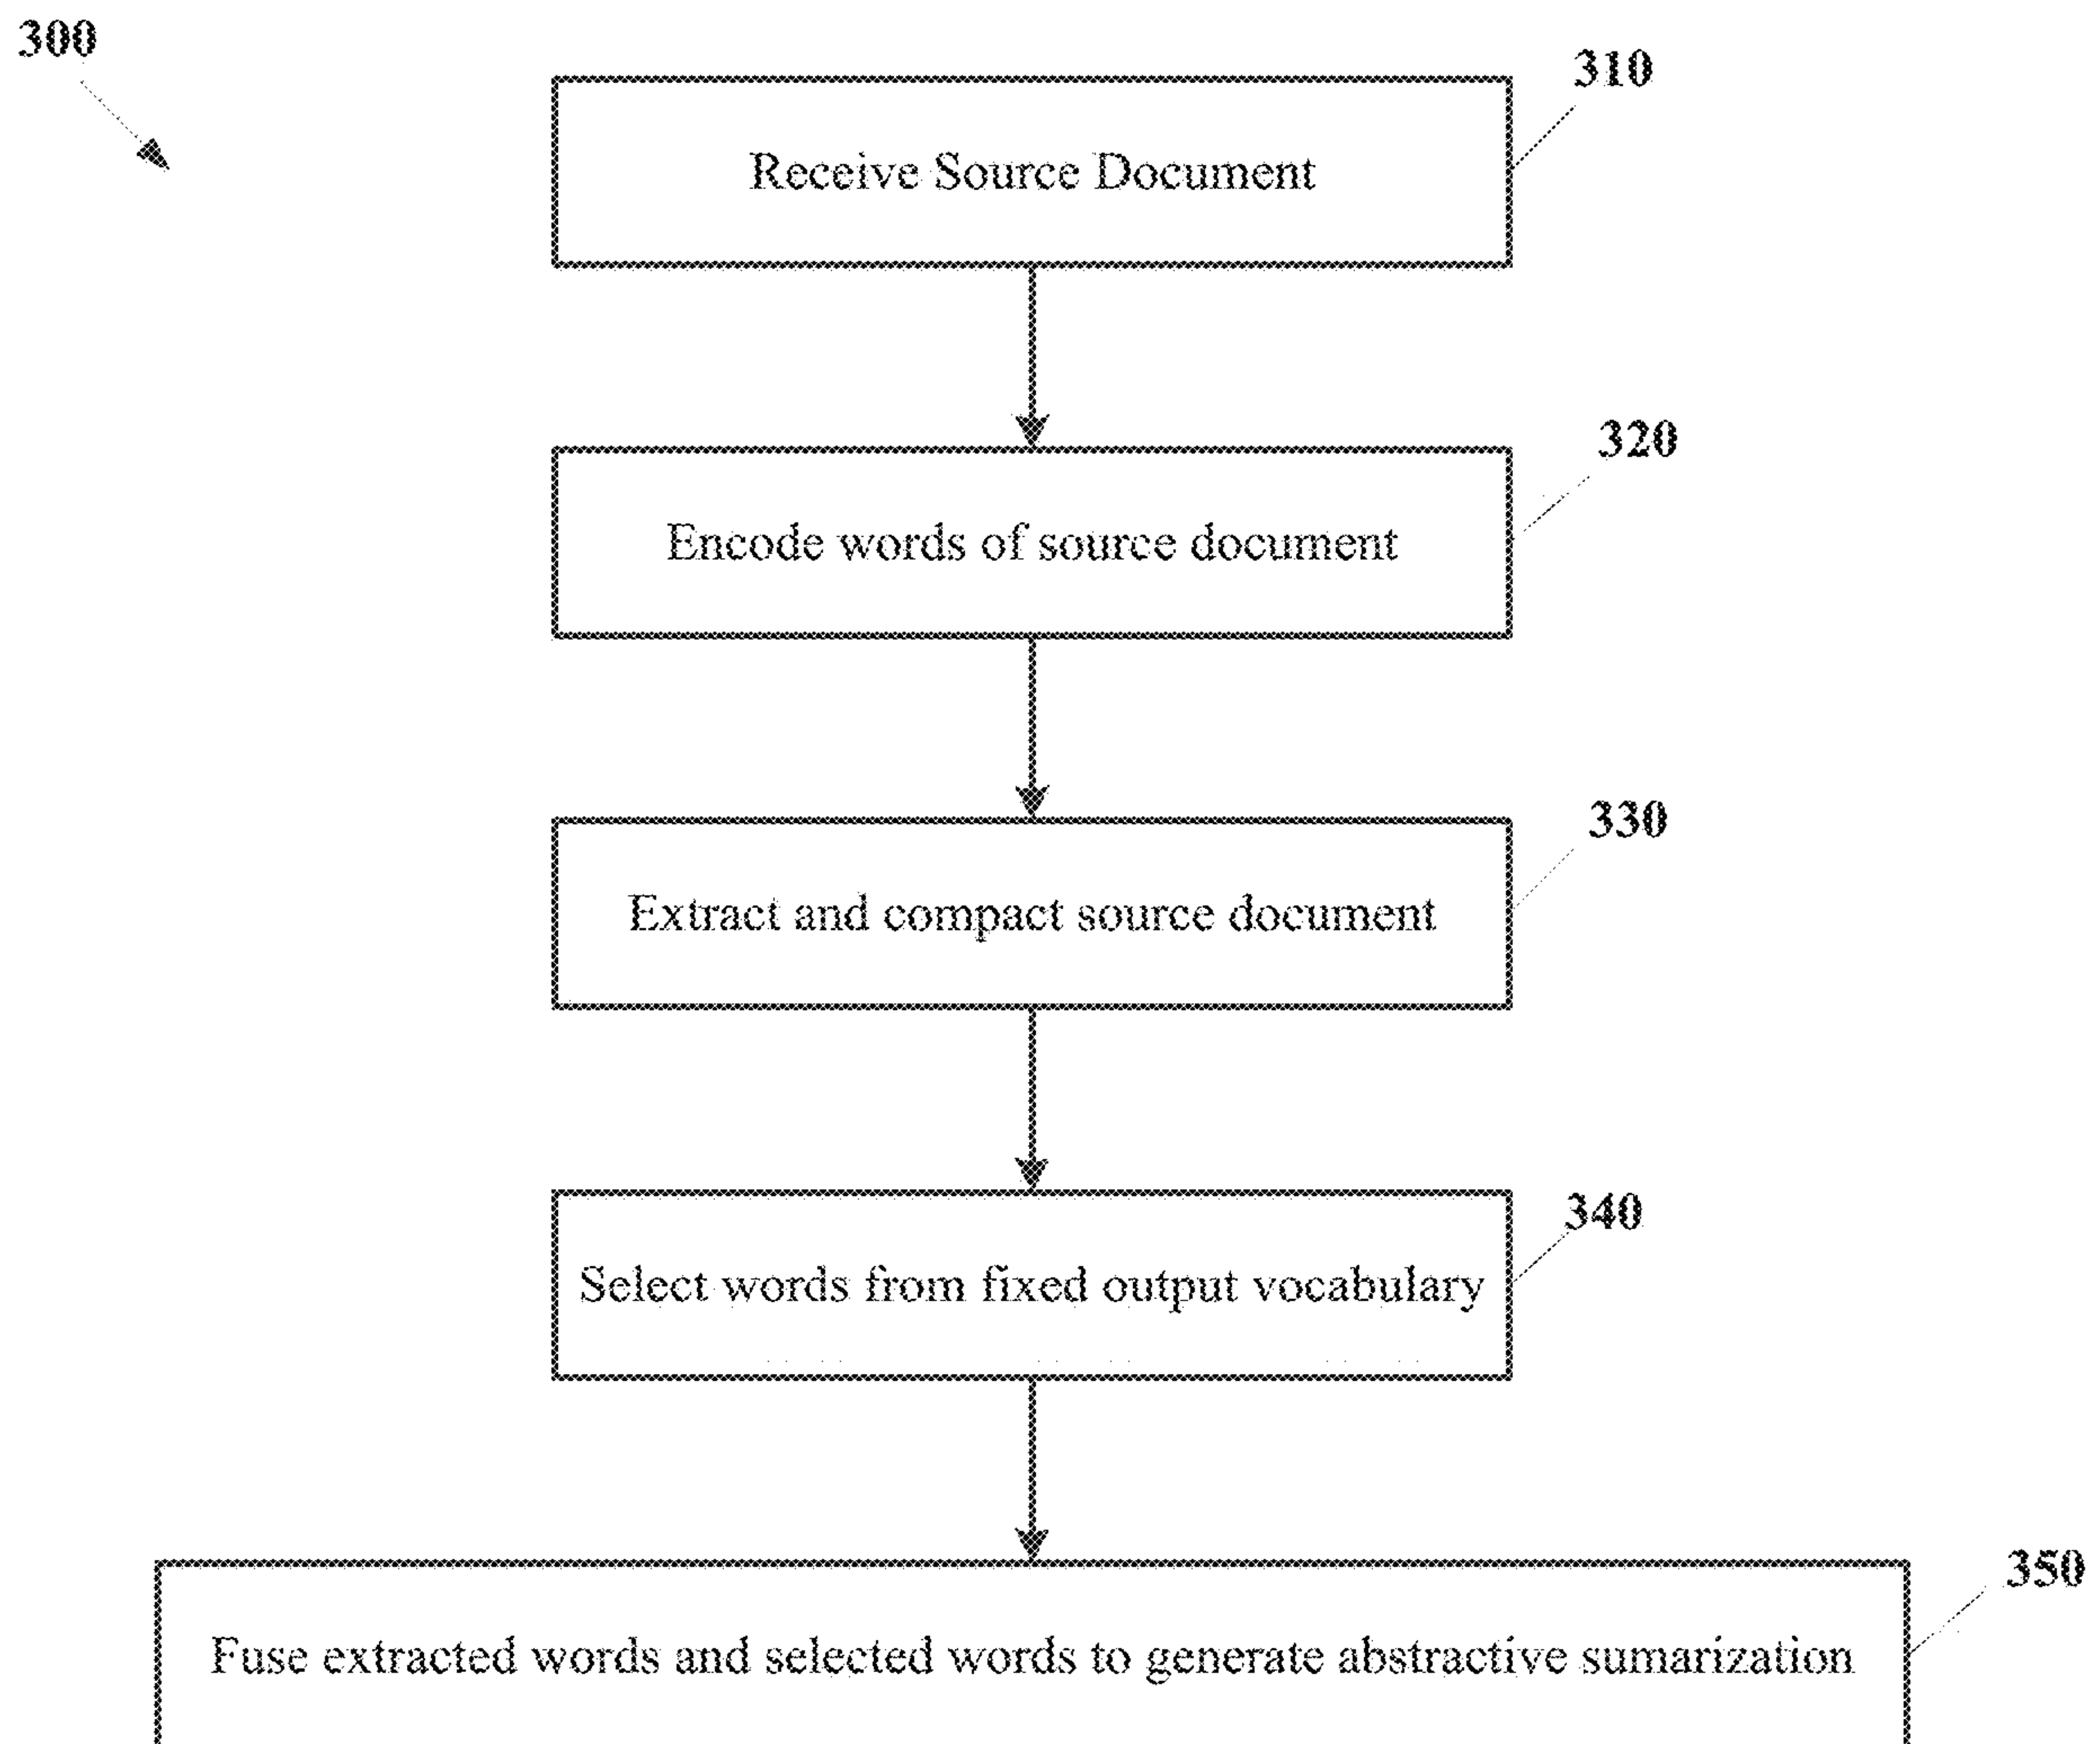 300
310
Receive Source Document
320
Encode words of source document
330
Extract and compact source document
340
Select words from fixed output vocabulary
350
Fuse extracted words and selected words to generate abstractive sumarization